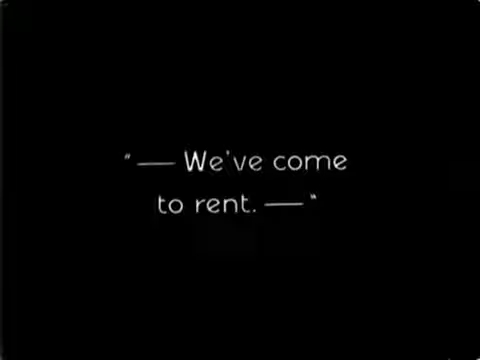 "— We've come
to rent. —"